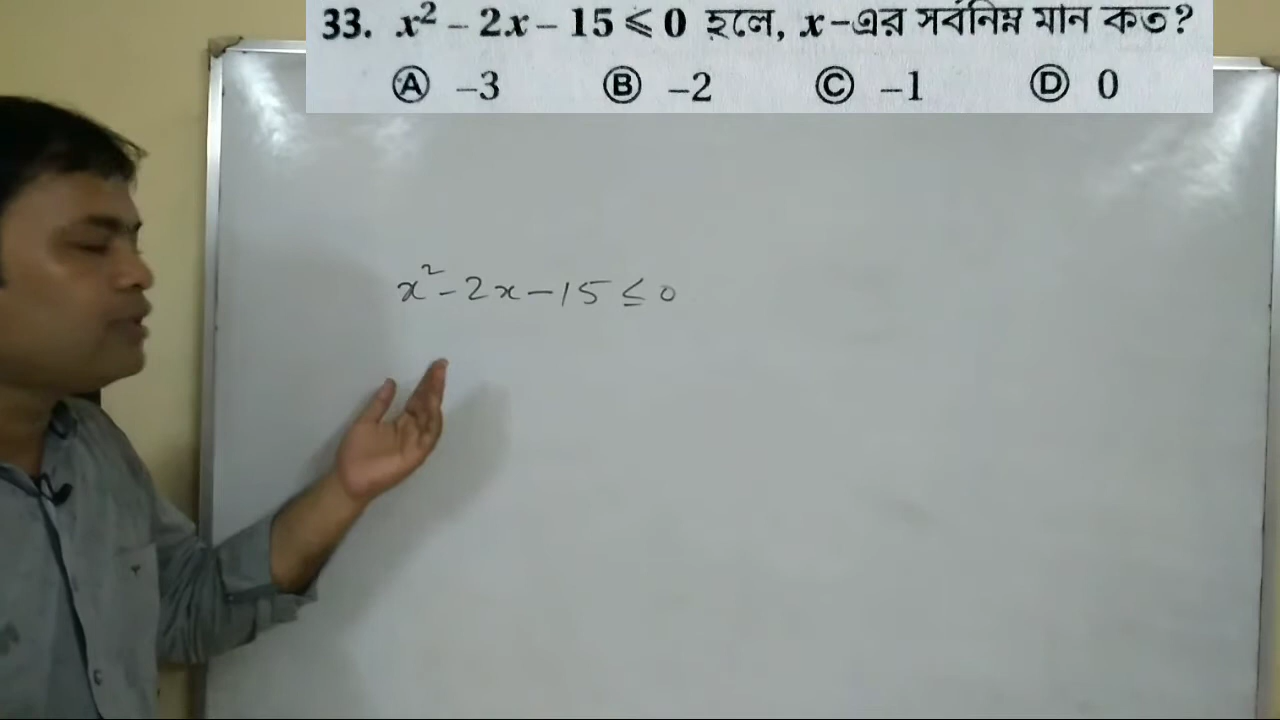 33. x² – 2x – 15 ⩽ 0 হলে, x-এর সর্বনিম্ন মান কত?
Ⓐ –3 Ⓑ –2 Ⓒ –1 Ⓓ 0
x² - 2x - 15 ≤ 0